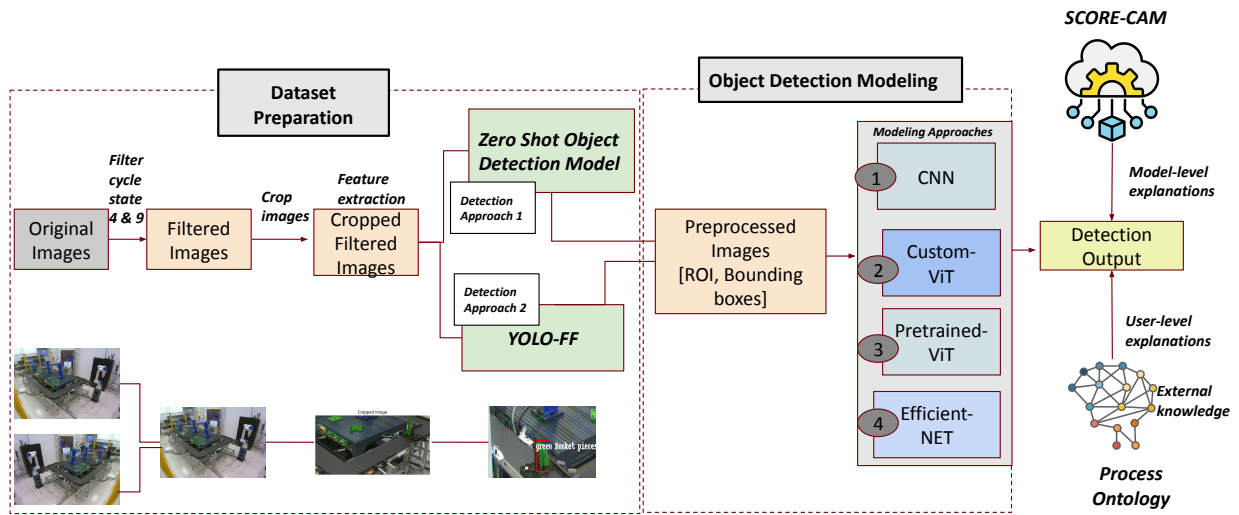 SCORE-CAM
Dataset
Preparation
Object Detection Modeling
Filter
cycle
state
4 & 9
Crop
images
Feature
extraction
Original
Images
Filtered
Images
Cropped
Filtered
Images
Zero Shot Object
Detection Model
Detection
Approach 1
Detection
Approach 2
YOLO-FF
Preprocessed
Images
[ROI, Bounding
boxes]
Modeling Approaches
1
CNN
2
Custom-
ViT
3
Pretrained-
ViT
4
Efficient-
NET
Model-level
explanations
Detection
Output
User-level
explanations
External
knowledge
Process
Ontology
Cropped Image
green Rocket pieces